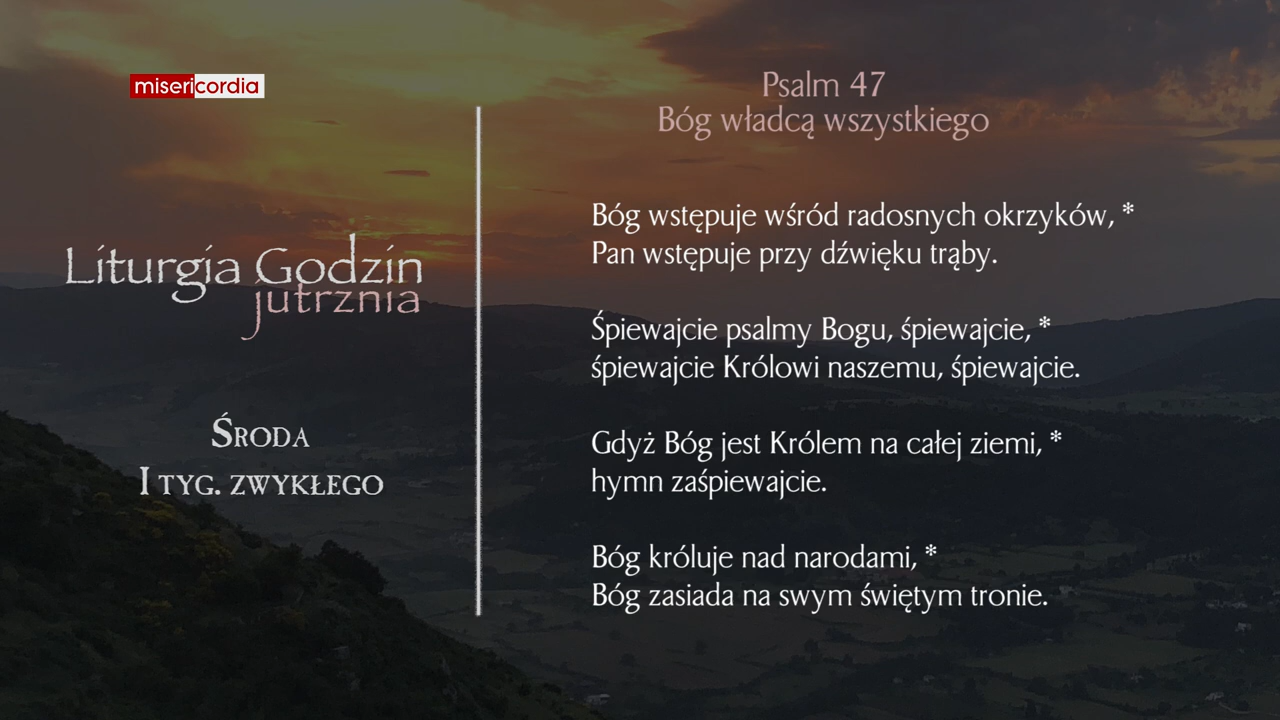 misericordia
Liturgia Godzin
jutrznia
Środa
I tyg. zwykłego
Psalm 47
Bóg władcą wszystkiego
Bóg wstępuje wśród radosnych okrzyków, *
Pan wstępuje przy dźwięku trąby.
Śpiewajcie psalmy Bogu, śpiewajcie, *
śpiewajcie Królowi naszemu, śpiewajcie.
Gdyż Bóg jest Królem na całej ziemi, *
hymn zaśpiewajcie.
Bóg króluje nad narodami, *
Bóg zasiada na swym świętym tronie.